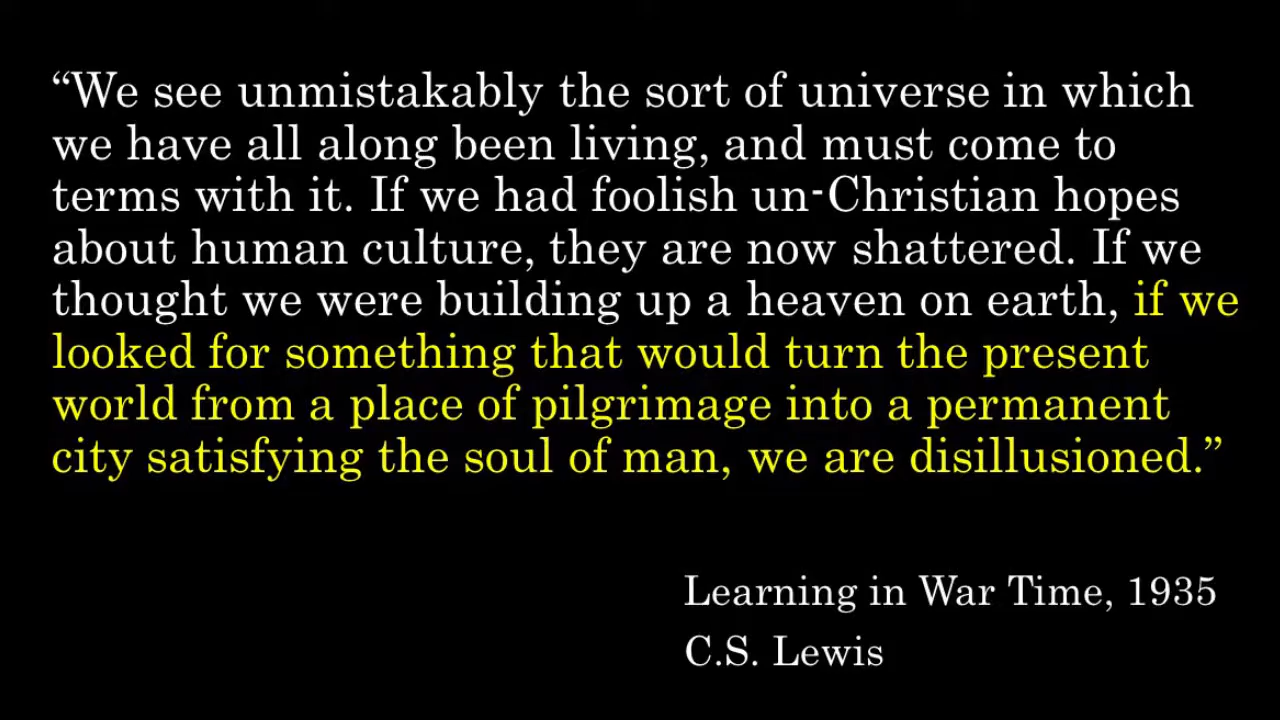 “We see unmistakably the sort of universe in which
we have all along been living, and must come to
terms with it. If we had foolish un-Christian hopes
about human culture, they are now shattered. If we
thought we were building up a heaven on earth, if we
looked for something that would turn the present
world from a place of pilgrimage into a permanent
city satisfying the soul of man, we are disillusioned.”
Learning in War Time, 1935
C.S. Lewis